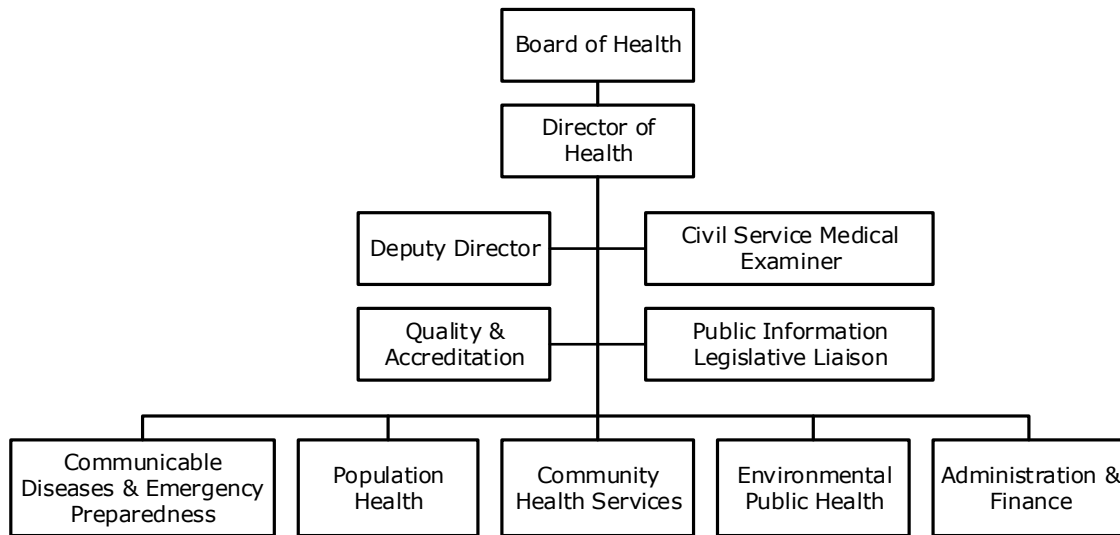 Board of Health
Director of
Health
Deputy Director
Civil Service Medical
Examiner
Quality &
Accreditation
Public Information
Legislative Liaison
Communicable
Diseases & Emergency
Preparedness
Population
Health
Community
Health Services
Environmental
Public Health
Administration &
Finance